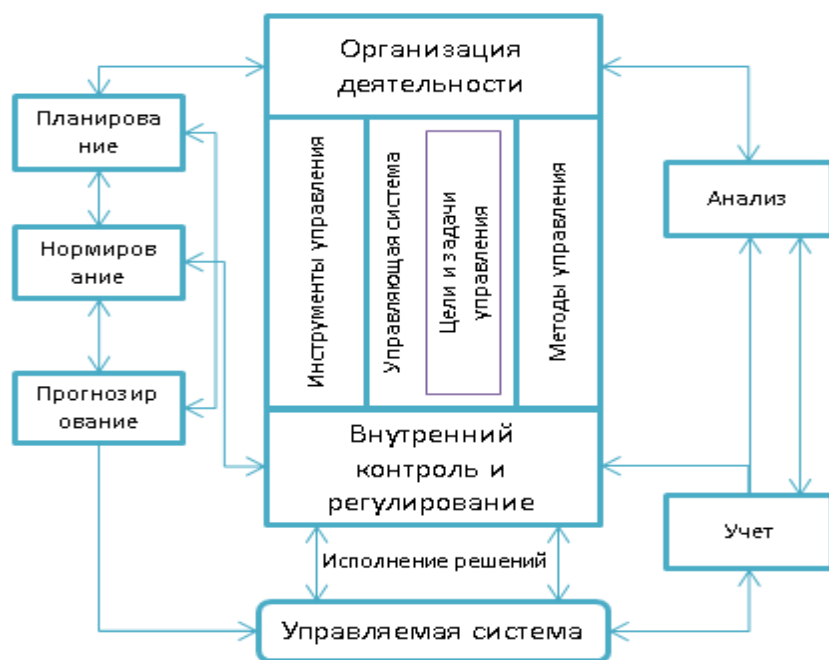 Организация
деятельности
Планирова
ние
Нормиров
ание
Прогнозир
ование
Инструменты управления
Управляющая система
Цели и задачи
управления
Методы управления
Анализ
Внутренний
контроль и
регулирование
Учет
Исполнение решений
Управляемая система